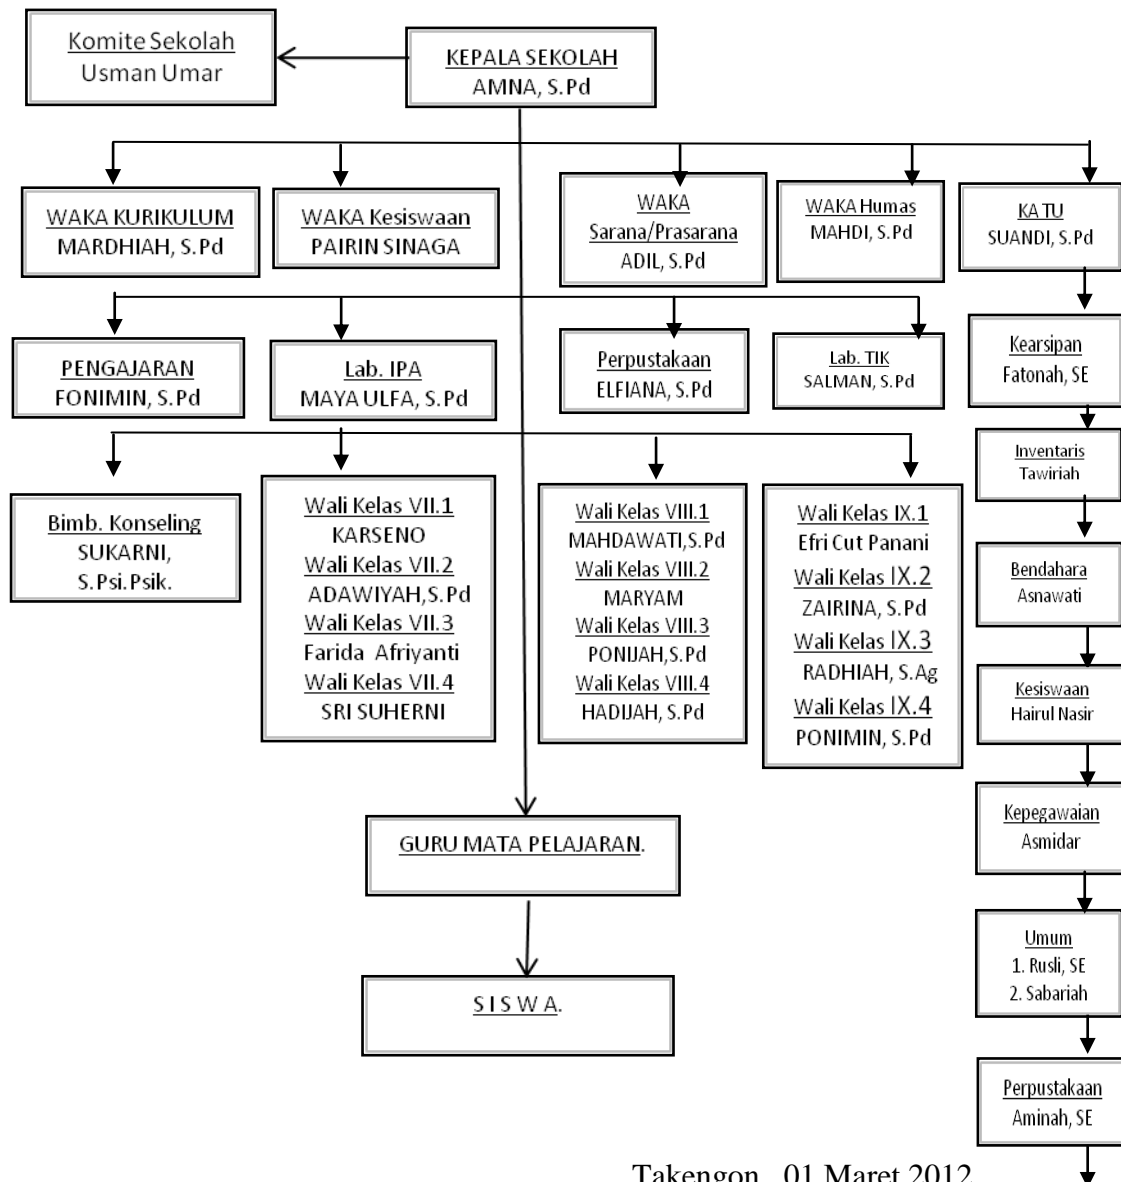 Komite Sekolah
Usman Umar
KEPALA SEKOLAH
AMNA, S.Pd
WAKA KURIKULUM
MARDHIAH, S.Pd
WAKA Kesiswaan
PAIRIN SINAGA
WAKA
Sarana/Prasarana
ADIL, S.Pd
WAKA Humas
MAHDI, S.Pd
KA TU
SUANDI, S.Pd
PENGAJARAN
FONIMIN, S.Pd
Lab. IPA
MAYA ULFA, S.Pd
Perpustakaan
ELFIANA, S.Pd
Lab. TIK
SALMAN, S.Pd
Kearsipan
Fatonah, SE
Inventaris
Tawiriah
Bimb. Konseling
SUKARNI,
S.Psi.Psik.
Wali Kelas VII.1
KARSENO
Wali Kelas VII.2
ADAWIYAH,S.Pd
Wali Kelas VII.3
Farida Afriyanti
Wali Kelas VII.4
SRI SUHERNI
Wali Kelas VIII.1
MAHDAWATI,S.Pd
Wali Kelas VIII.2
MARYAM
Wali Kelas VIII.3
PONIJAH,S.Pd
Wali Kelas VIII.4
HADIJAH, S.Pd
Wali Kelas IX.1
Efri Cut Panani
Wali Kelas IX.2
ZAIRINA, S.Pd
Wali Kelas IX.3
RADHIAH, S.Ag
Wali Kelas IX.4
PONIMIN, S.Pd
Bendahara
Asnawati
Kesiswaan
Hairul Nasir
Kepegawaian
Asmidar
GURU MATA PELAJARAN.
Umum
1. Rusli, SE
2. Sabariah
S I S W A.
Perpustakaan
Aminah, SE
Takengon, 01 Maret 2012